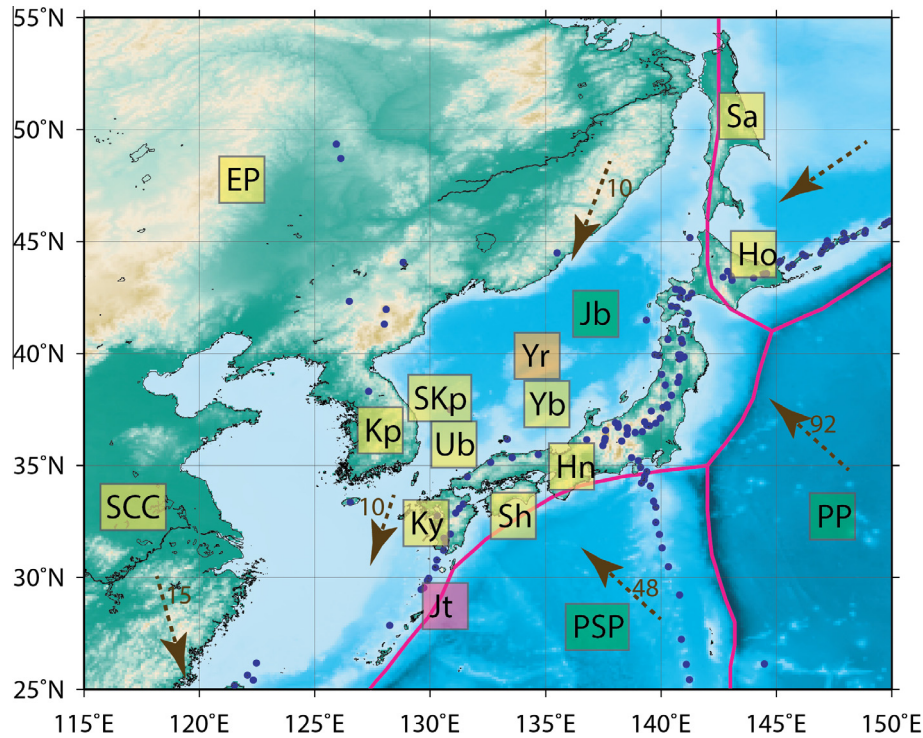 55°N
50°N
45°N
40°N
35°N
30°N
25°N
Sa
EP
10
Ho
Jb
Yr
SKp
Yb
Kp
Ub
92
Hn
SCC
10
Ky
Sh
PP
15
Jt
48
PSP
115°E
120°E
125°E
130°E
135°E
140°E
145°E
150°E